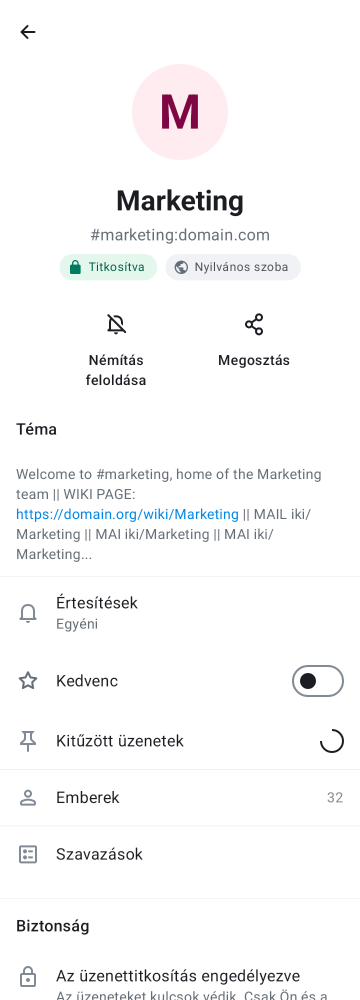 M
Marketing
#marketing:domain.com
Titkosítva
Nyilvános szoba
Némítás
feloldása
Megosztás
Téma
Welcome to #marketing, home of the Marketing
team || WIKI PAGE:
https://domain.org/wiki/Marketing || MAIL iki/
Marketing || MAI iki/Marketing || MAI iki/
Marketing...
Értesítések
Egyéni
Kedvenc
Kitűzött üzenetek
Emberek
32
Szavazások
Biztonság
Az üzenettitkosítás engedélyezve
Az üzeneteket kulcsok védik. Csak Ön és a